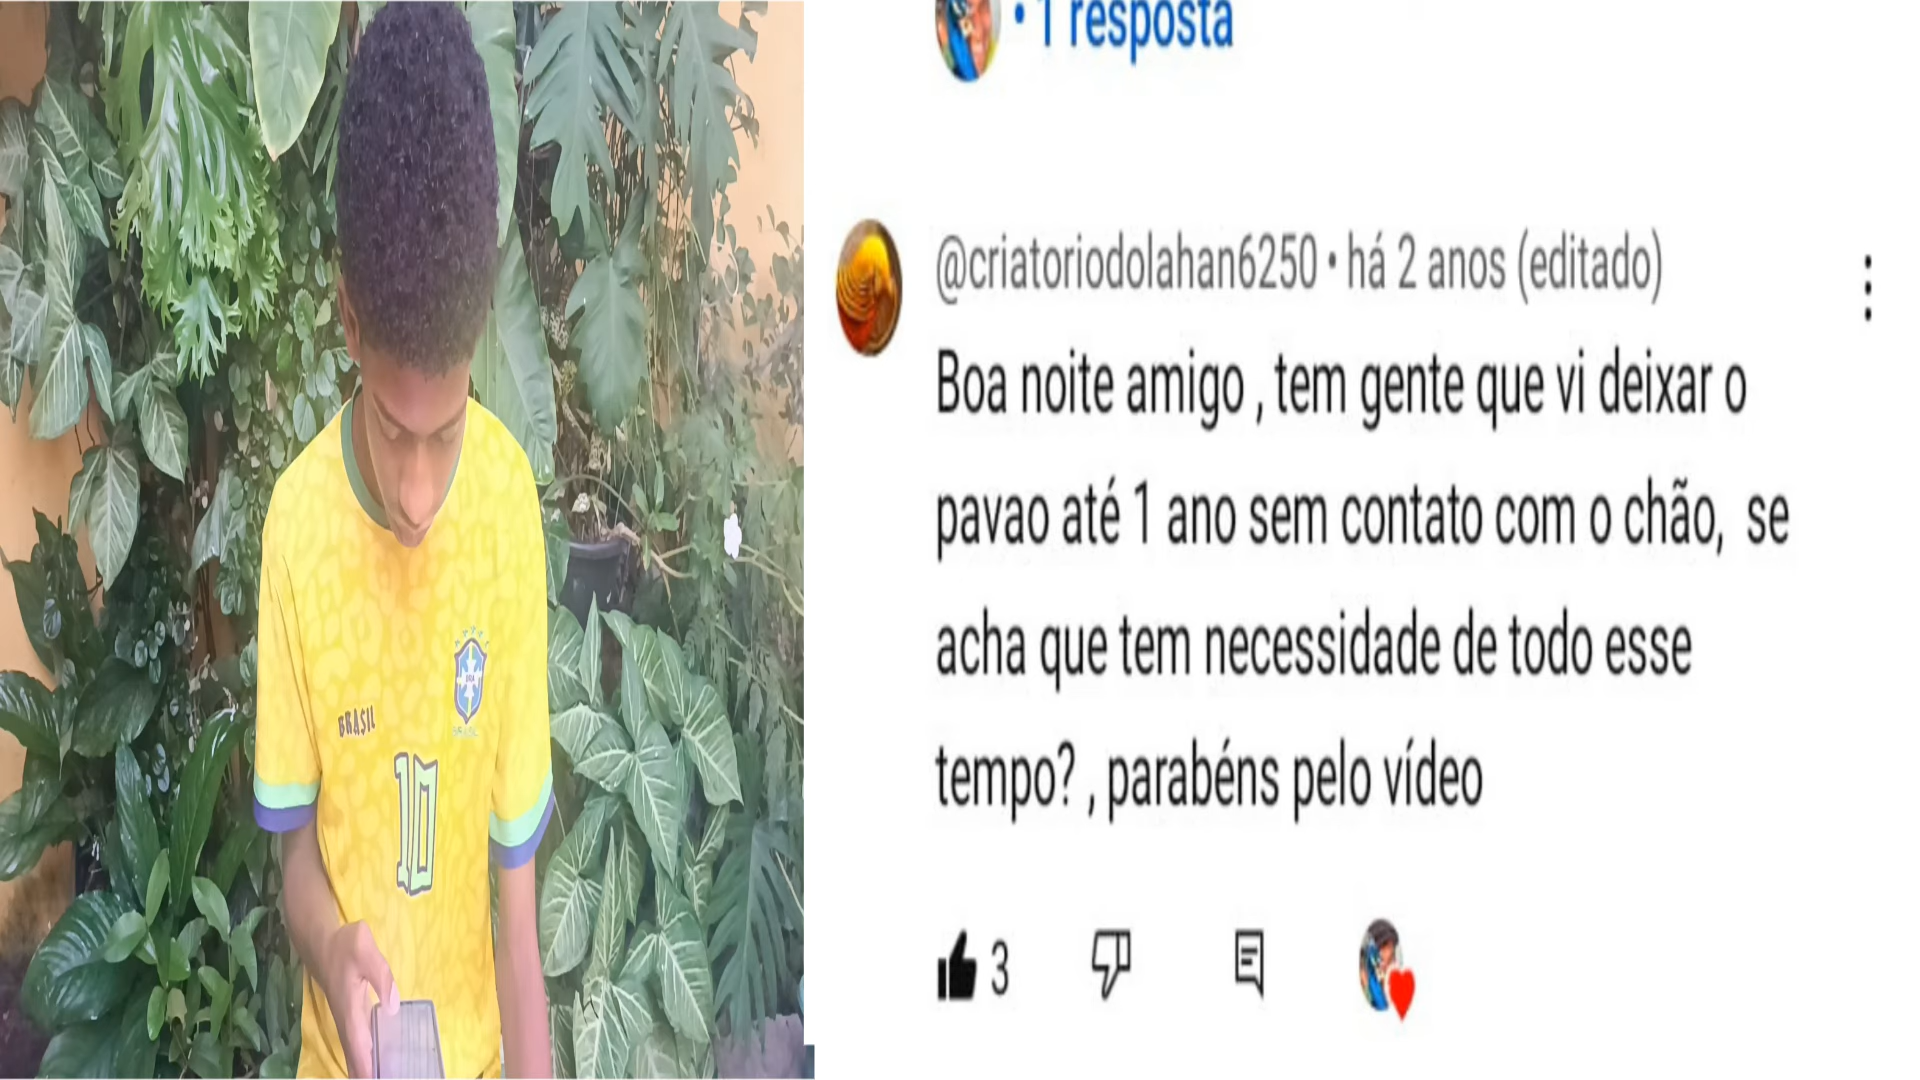 BRASIL
BRASIL
10
• 1 resposta
@criatoriodolahan6250 • há 2 anos (editado)
Boa noite amigo , tem gente que vi deixar o
pavao até 1 ano sem contato com o chão, se
acha que tem necessidade de todo esse
tempo? , parabéns pelo vídeo
3